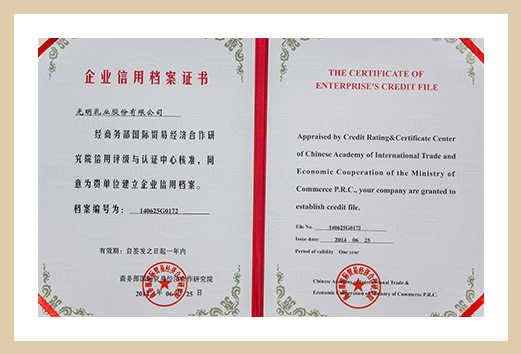 企业信用档案证书
光明乳业股份有限公司
经商务部国际贸易经济合作研
究院信用评级与认证中心核准,同
意为贵单位建立企业信用档案。
档案编号为: 140625G0172
有效期:自签发之日起一年内
商务部国际贸易经济合作研究院
2014年 06月 25 日
THE CERTIFICATE OF
ENTERPRISE'S CREDIT FILE
Appraised by Credit Rating&Certificate Center
of Chinese Academy of International Trade and
Economic Cooperation of the Ministry of
Commerce P.R.C., your company are granted to
establish credit file.
File No 140625G0172
Issue date: 2014 06 25
Period of validity One year
Chinese Academy of International Trade &
Economic Cooperation of Ministry of Commerce P.R.C.